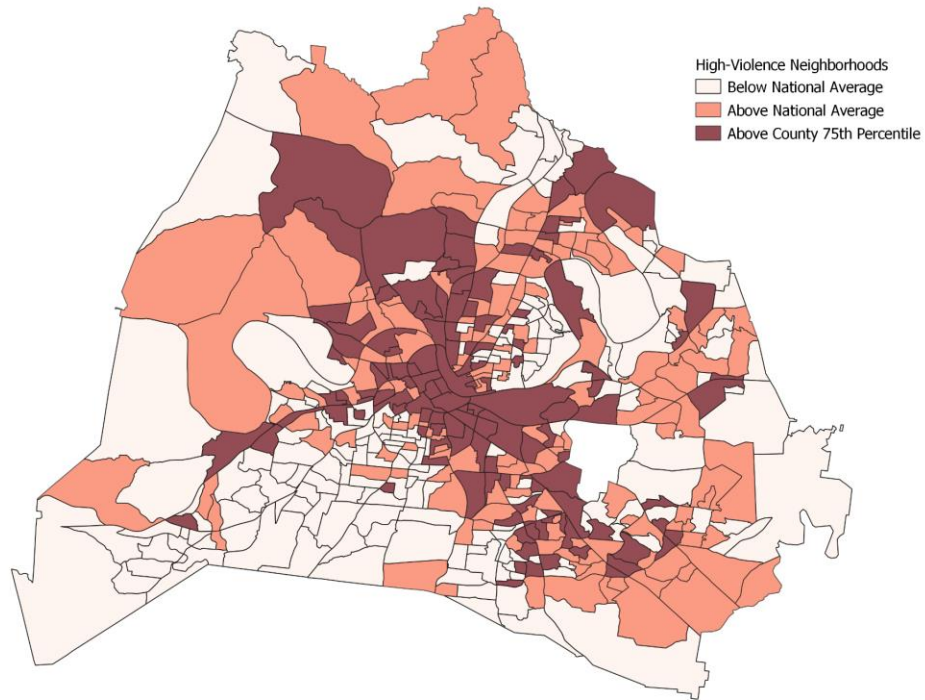 High-Violence Neighborhoods
Below National Average
Above National Average
Above County 75th Percentile